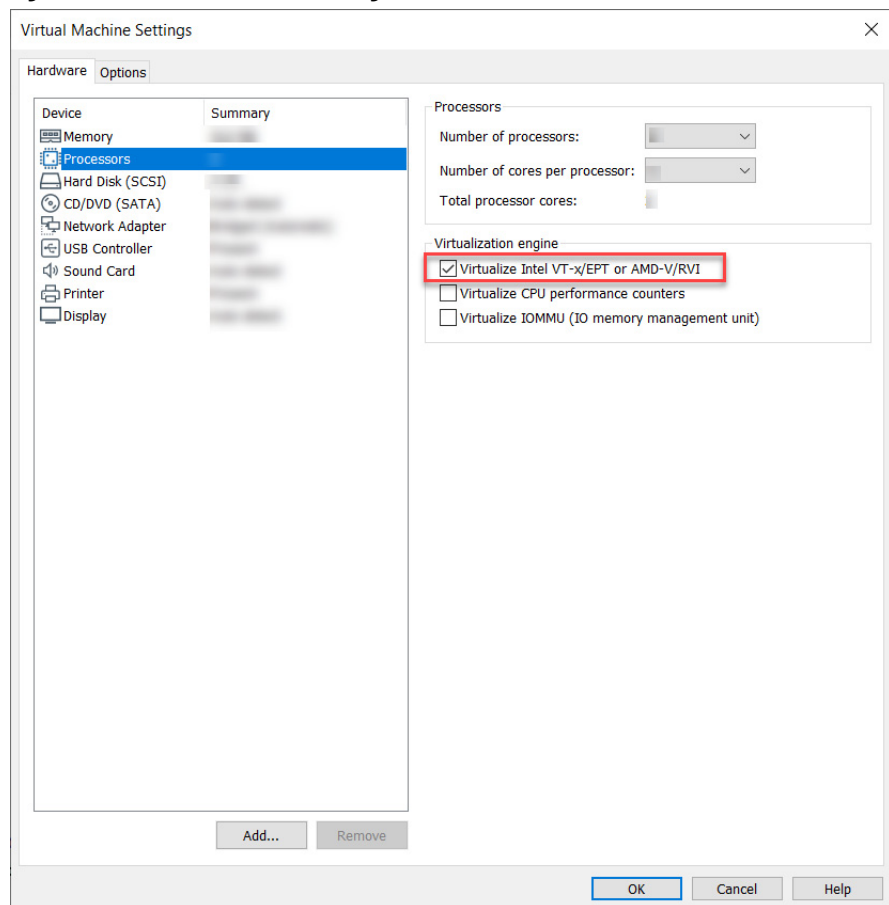 Virtual Machine Settings
Hardware Options
Device Summary
Memory
Processors
Hard Disk (SCSI)
CD/DVD (SATA)
Network Adapter
USB Controller
Sound Card
Printer
Display
Add... Remove
Processors
Number of processors:
Number of cores per processor:
Total processor cores:
Virtualization engine
Virtualize Intel VT-x/EPT or AMD-V/RVI
Virtualize CPU performance counters
Virtualize IOMMU (IO memory management unit)
OK Cancel Help